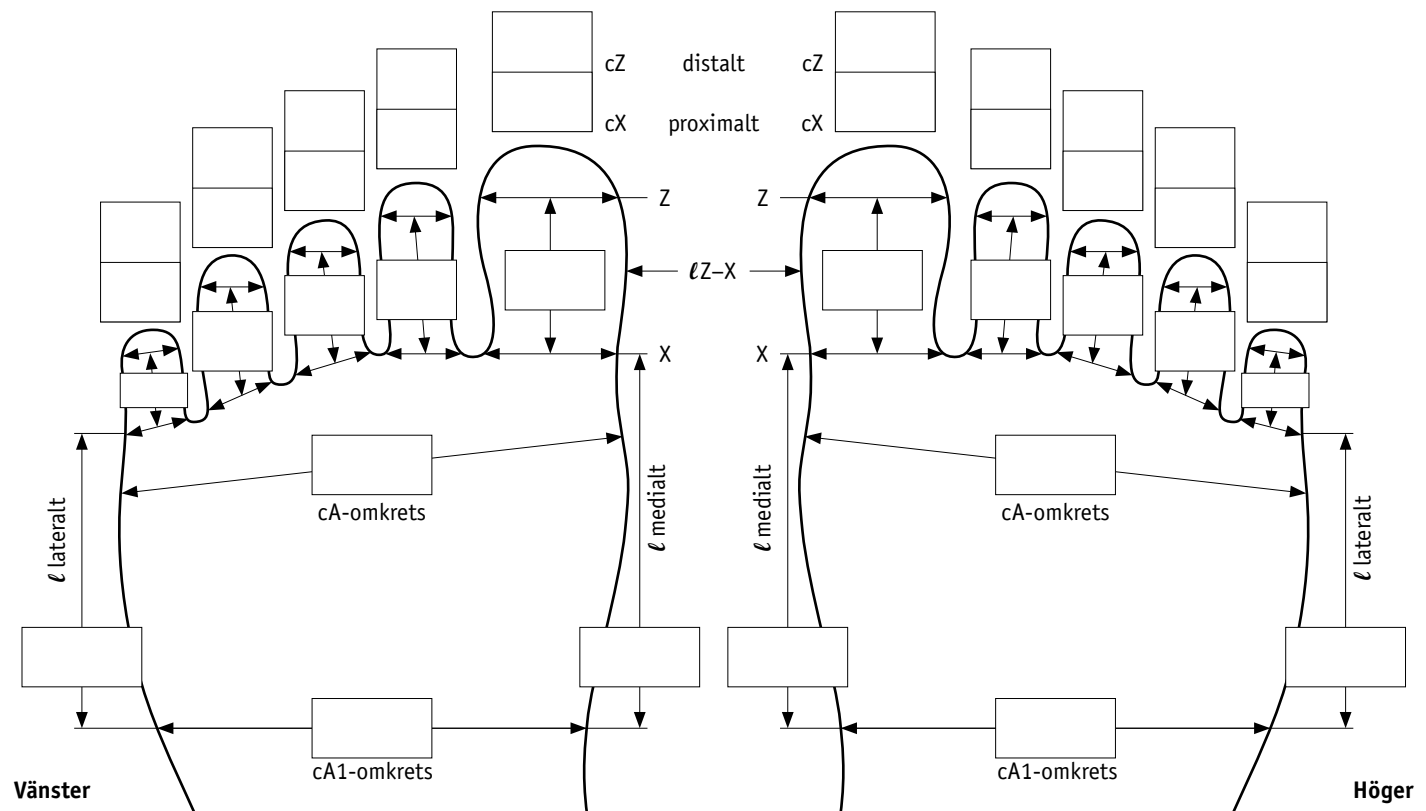 cZ distalt cZ
cX proximalt cX
Z Z
ℓZ–X
X X
ℓ lateralt
cA-omkrets
ℓ medialt
ℓ medialt
cA-omkrets
ℓ lateralt
cA1-omkrets
cA1-omkrets
Vänster
Höger